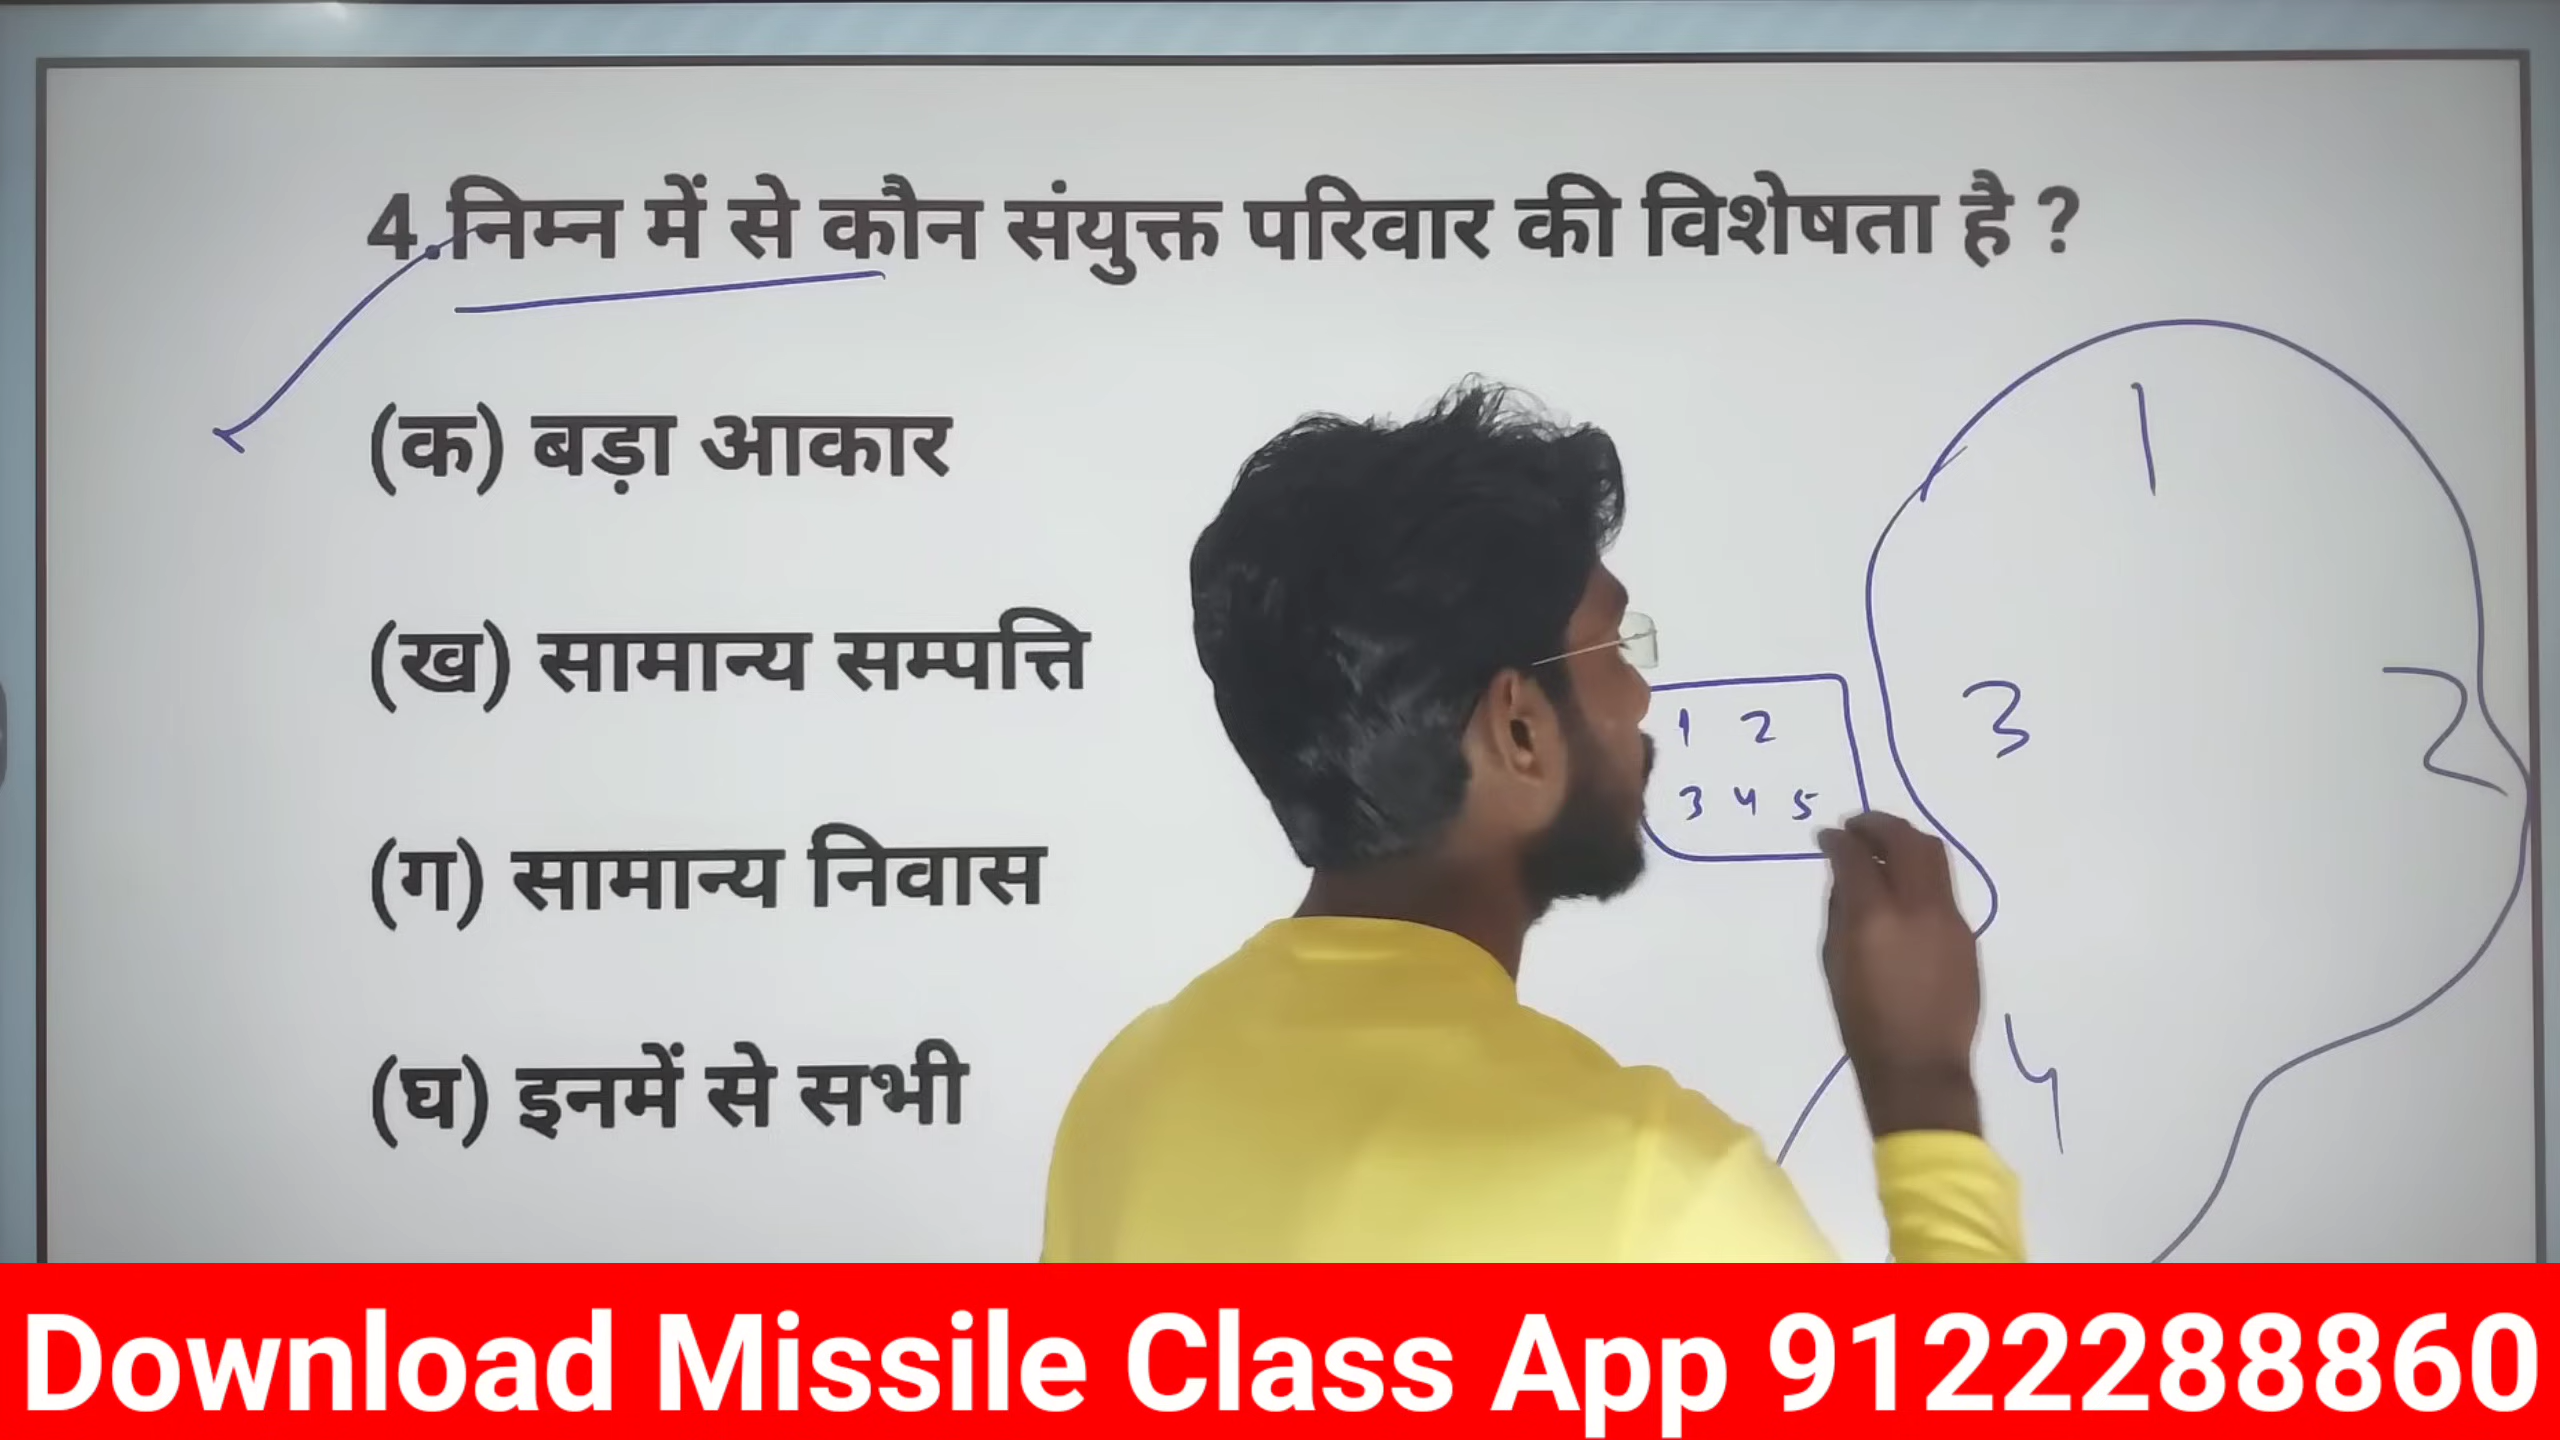 4.निम्न में से कौन संयुक्त परिवार की विशेषता है ?
(क) बड़ा आकार
(ख) सामान्य सम्पत्ति
(ग) सामान्य निवास
(घ) इनमें से सभी
1
3 2
4
1 2
3 4 5
Download Missile Class App 9122288860